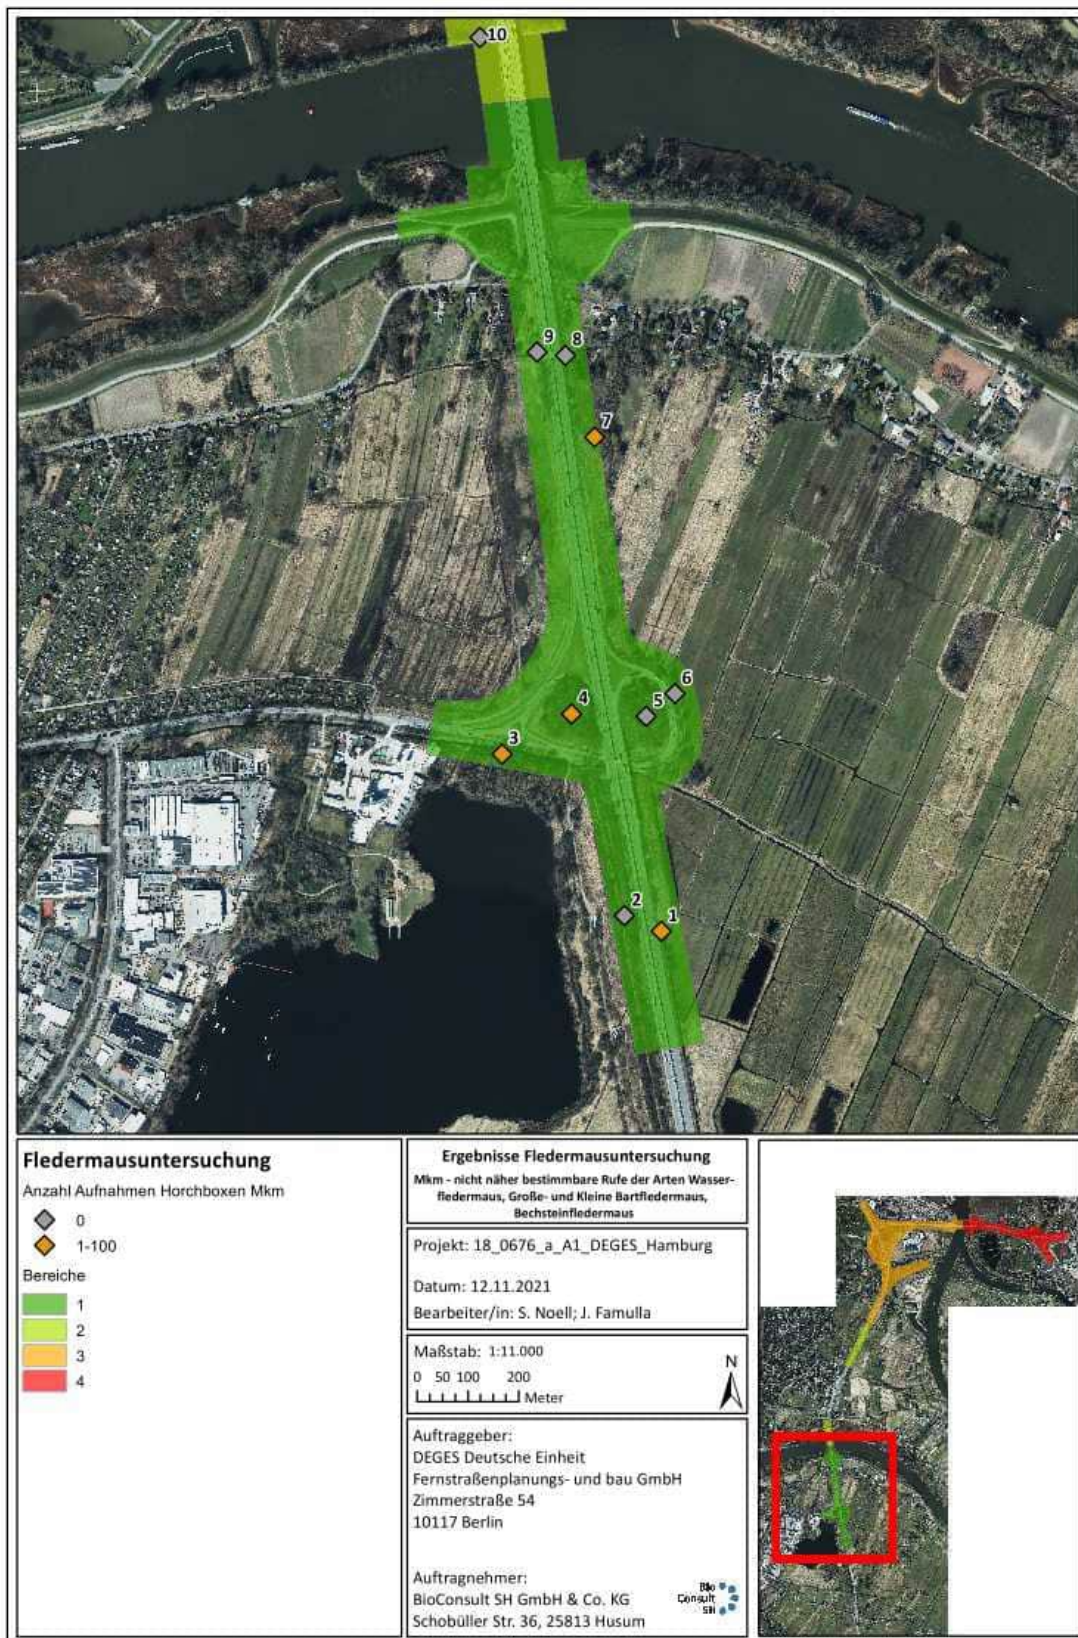 10
9
8
7
6
5
4
3
2
1
Fledermausuntersuchung
Anzahl Aufnahmen Horchboxen Mkm
0
1-100
Bereiche
1
2
3
4
Ergebnisse Fledermausuntersuchung
Mkm - nicht näher bestimmbare Rufe der Arten Wasser-
fledermaus, Große- und Kleine Bartfledermaus,
Bechsteinfledermaus
Projekt: 18_0676_a_A1_DEGES_Hamburg
Datum: 12.11.2021
Bearbeiter/in: S. Noell; J. Famulla
Maßstab: 1:11.000
0 50 100 200
Meter
N
Auftraggeber:
DEGES Deutsche Einheit
Fernstraßenplanungs- und bau GmbH
Zimmerstraße 54
10117 Berlin
Auftragnehmer:
BioConsult SH GmbH & Co. KG
Schobüller Str. 36, 25813 Husum
Bio
Consult
SH